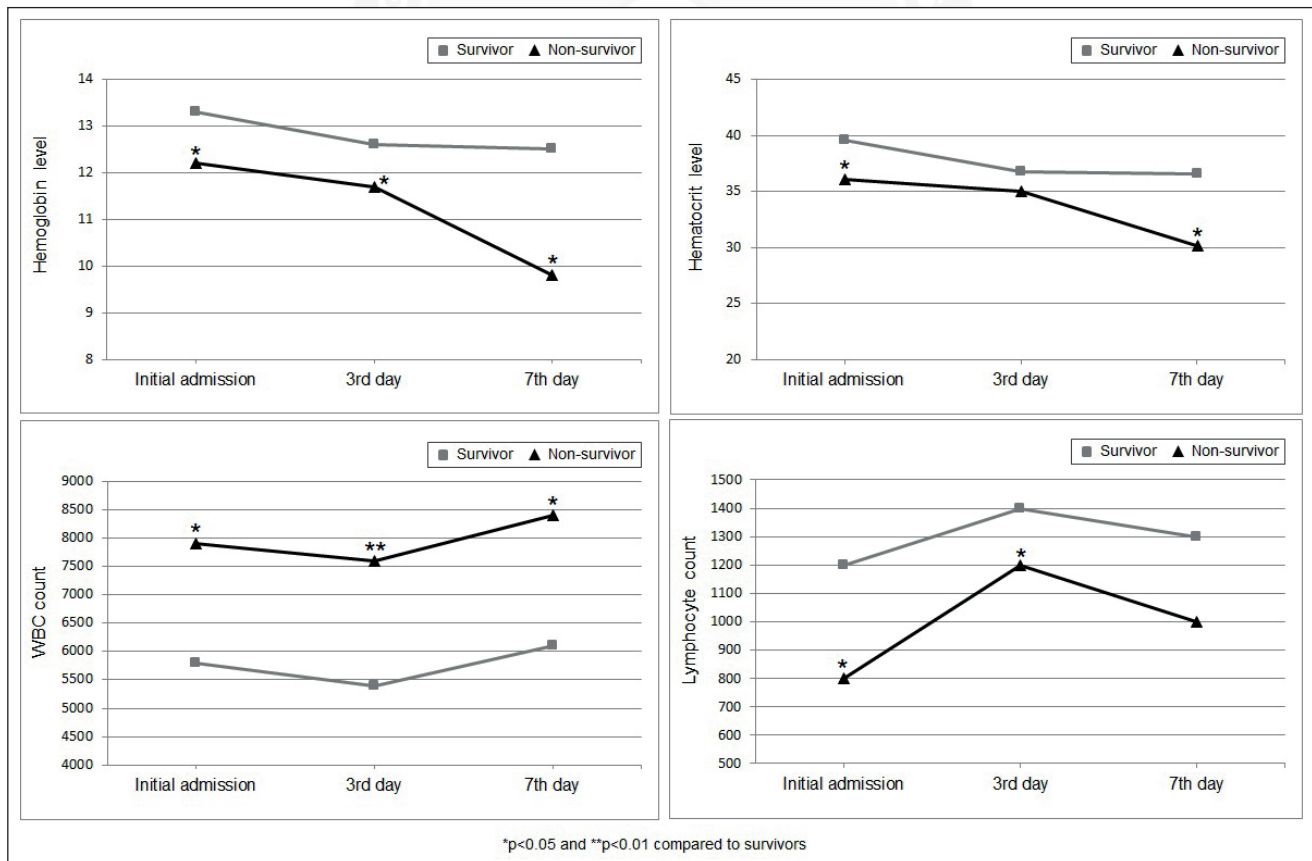 Survivor Non-survivor
14
13
12
11
10
9
8
Hemoglobin level
* * *
Initial admission 3rd day 7th day
Survivor Non-survivor
45
40
35
30
25
20
Hematocrit level
* *
Initial admission 3rd day 7th day
Survivor Non-survivor
9000
8500
8000
7500
7000
6500
6000
5500
5000
4500
4000
WBC count
* ** *
Initial admission 3rd day 7th day
Survivor Non-survivor
1500
1400
1300
1200
1100
1000
900
800
700
600
500
Lymphocyte count
* *
Initial admission 3rd day 7th day
*p<0.05 and **p<0.01 compared to survivors